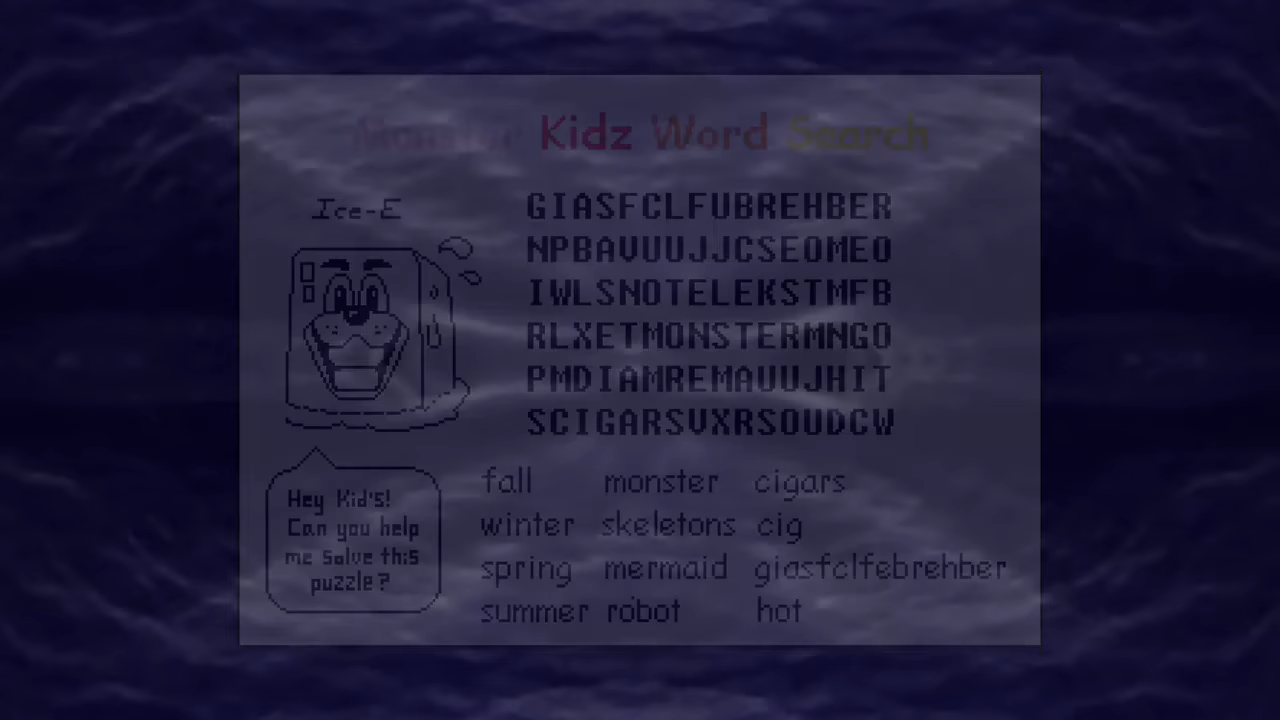 Monster Kidz Word Search
Ice-E
GIASFCLFUBREHBER
NPBAVUUJJCSEOMEO
IWLSNOTELEKSTMFB
RLXETMONSTERMNGO
PMDIAMREMAUUJHIT
SCIGARSVXRSOUDCW
Hey Kid's!
Can you help
me solve this
puzzle?
fall monster cigars
winter skeletons cig
spring mermaid giasfclfebrehber
summer robot hot